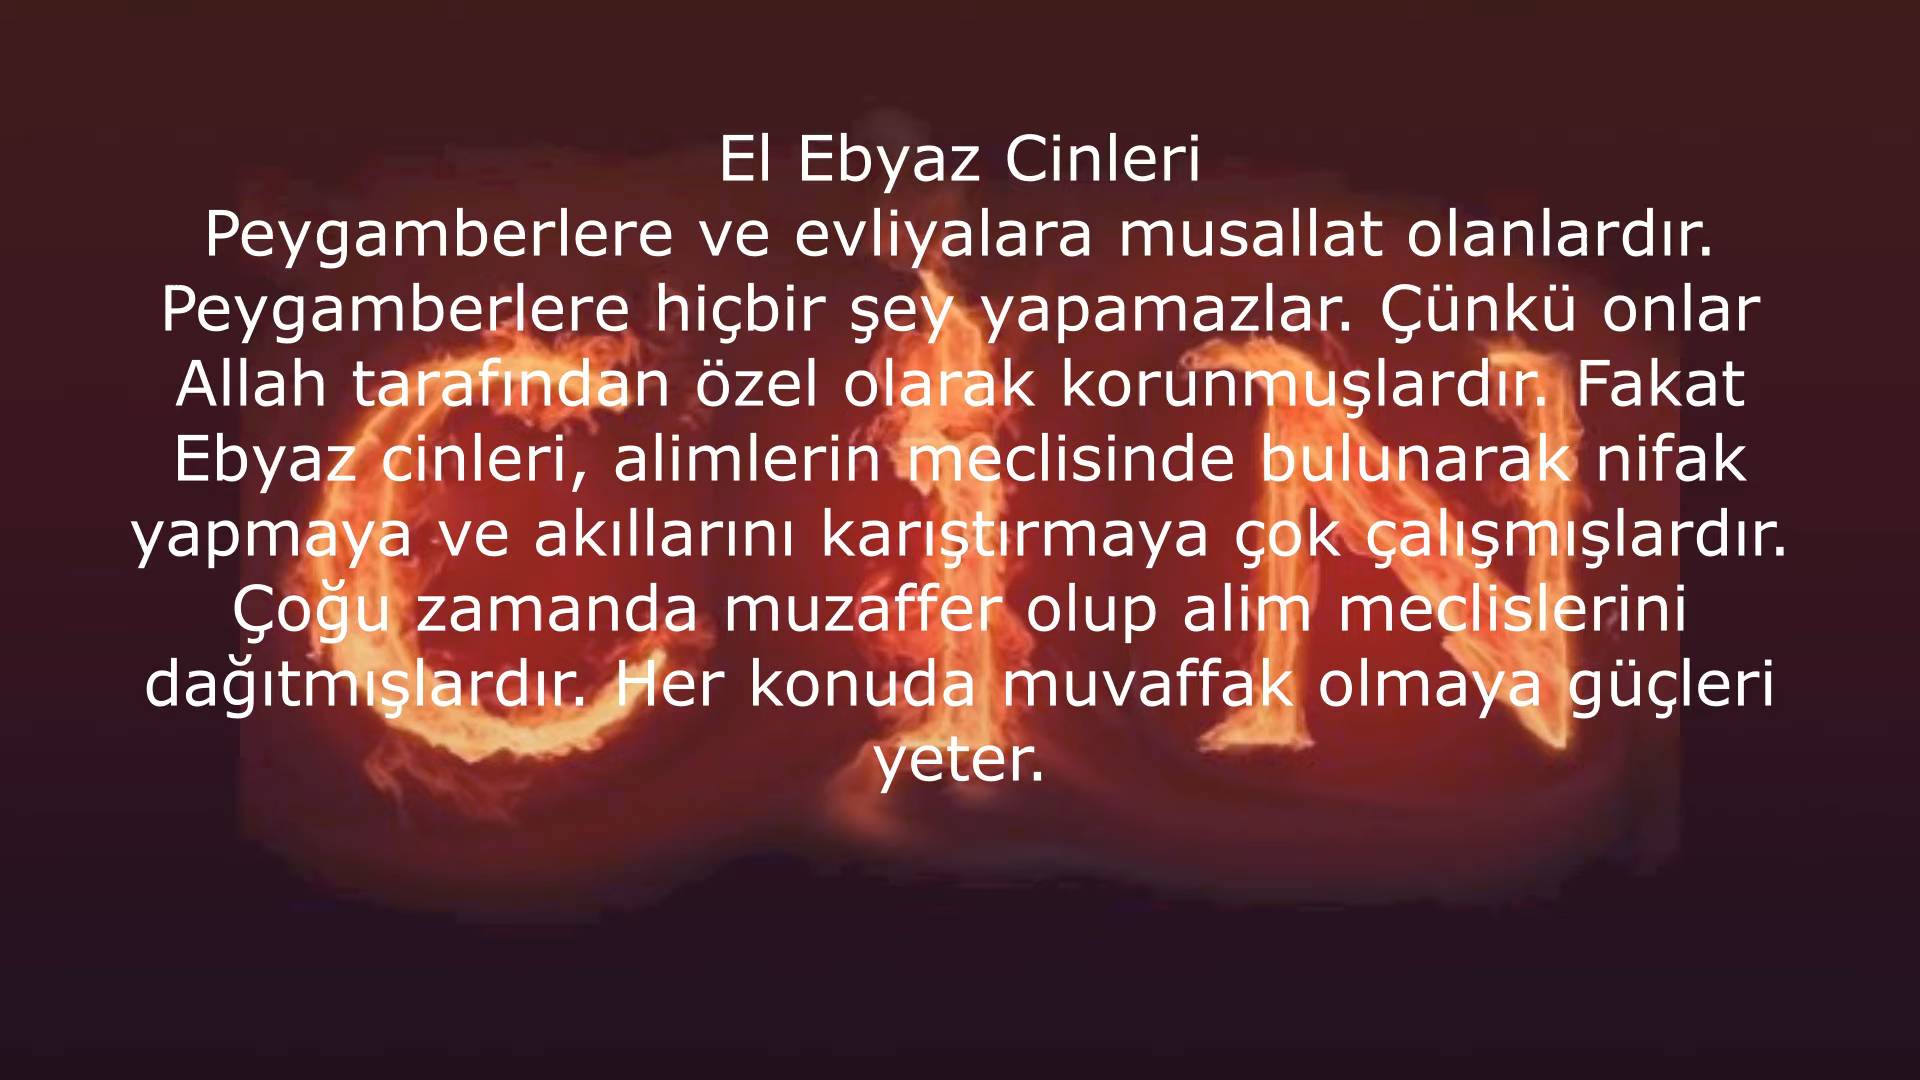 El Ebyaz Cinleri
Peygamberlere ve evliyalara musallat olanlardır.
Peygamberlere hiçbir şey yapamazlar. Çünkü onlar
Allah tarafından özel olarak korunmuşlardır. Fakat
Ebyaz cinleri, alimlerin meclisinde bulunarak nifak
yapmaya ve akıllarını karıştırmaya çok çalışmışlardır.
Çoğu zamanda muzaffer olup alim meclislerini
dağıtmışlardır. Her konuda muvaffak olmaya güçleri
yeter.
CIN